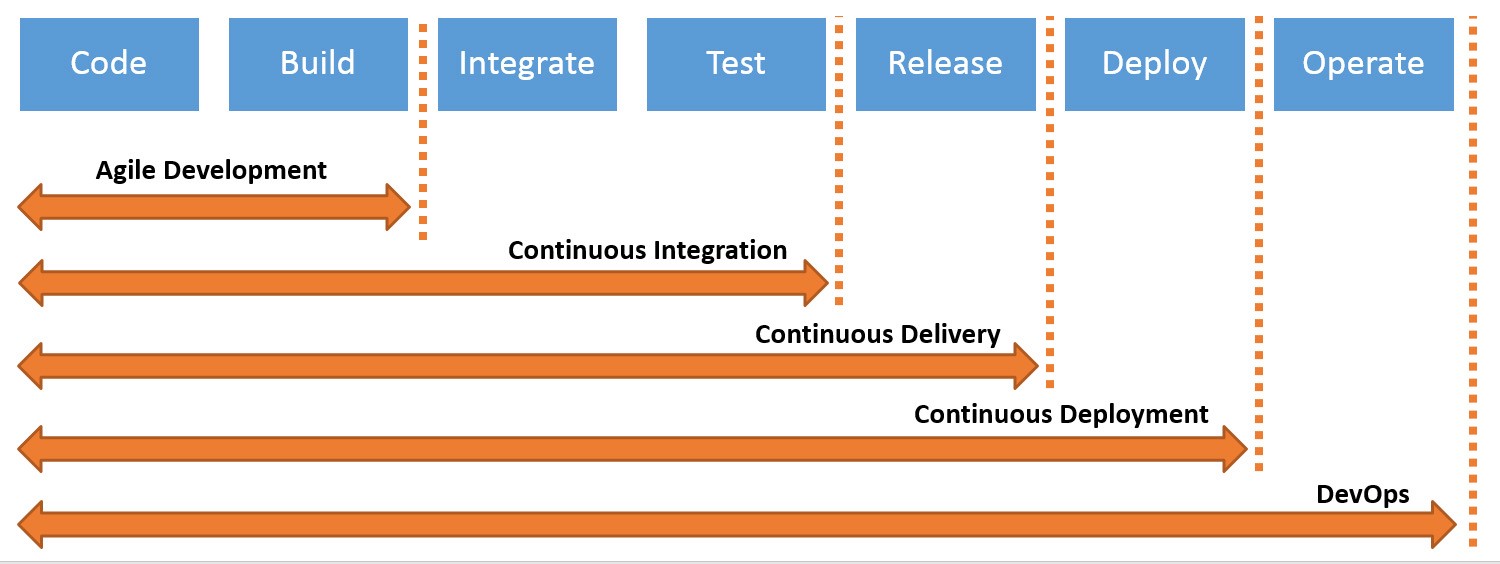 Code
Build
Integrate
Test
Release
Deploy
Operate
Agile Development
Continuous Integration
Continuous Delivery
Continuous Deployment
DevOps